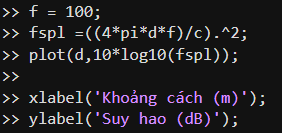 >> f = 100;
>> fspl =((4*pi*d*f)/c).^2;
>> plot(d,10*log10(fspl));
>>
>> xlabel('Khoảng cách (m)');
>> ylabel('Suy hao (dB)');